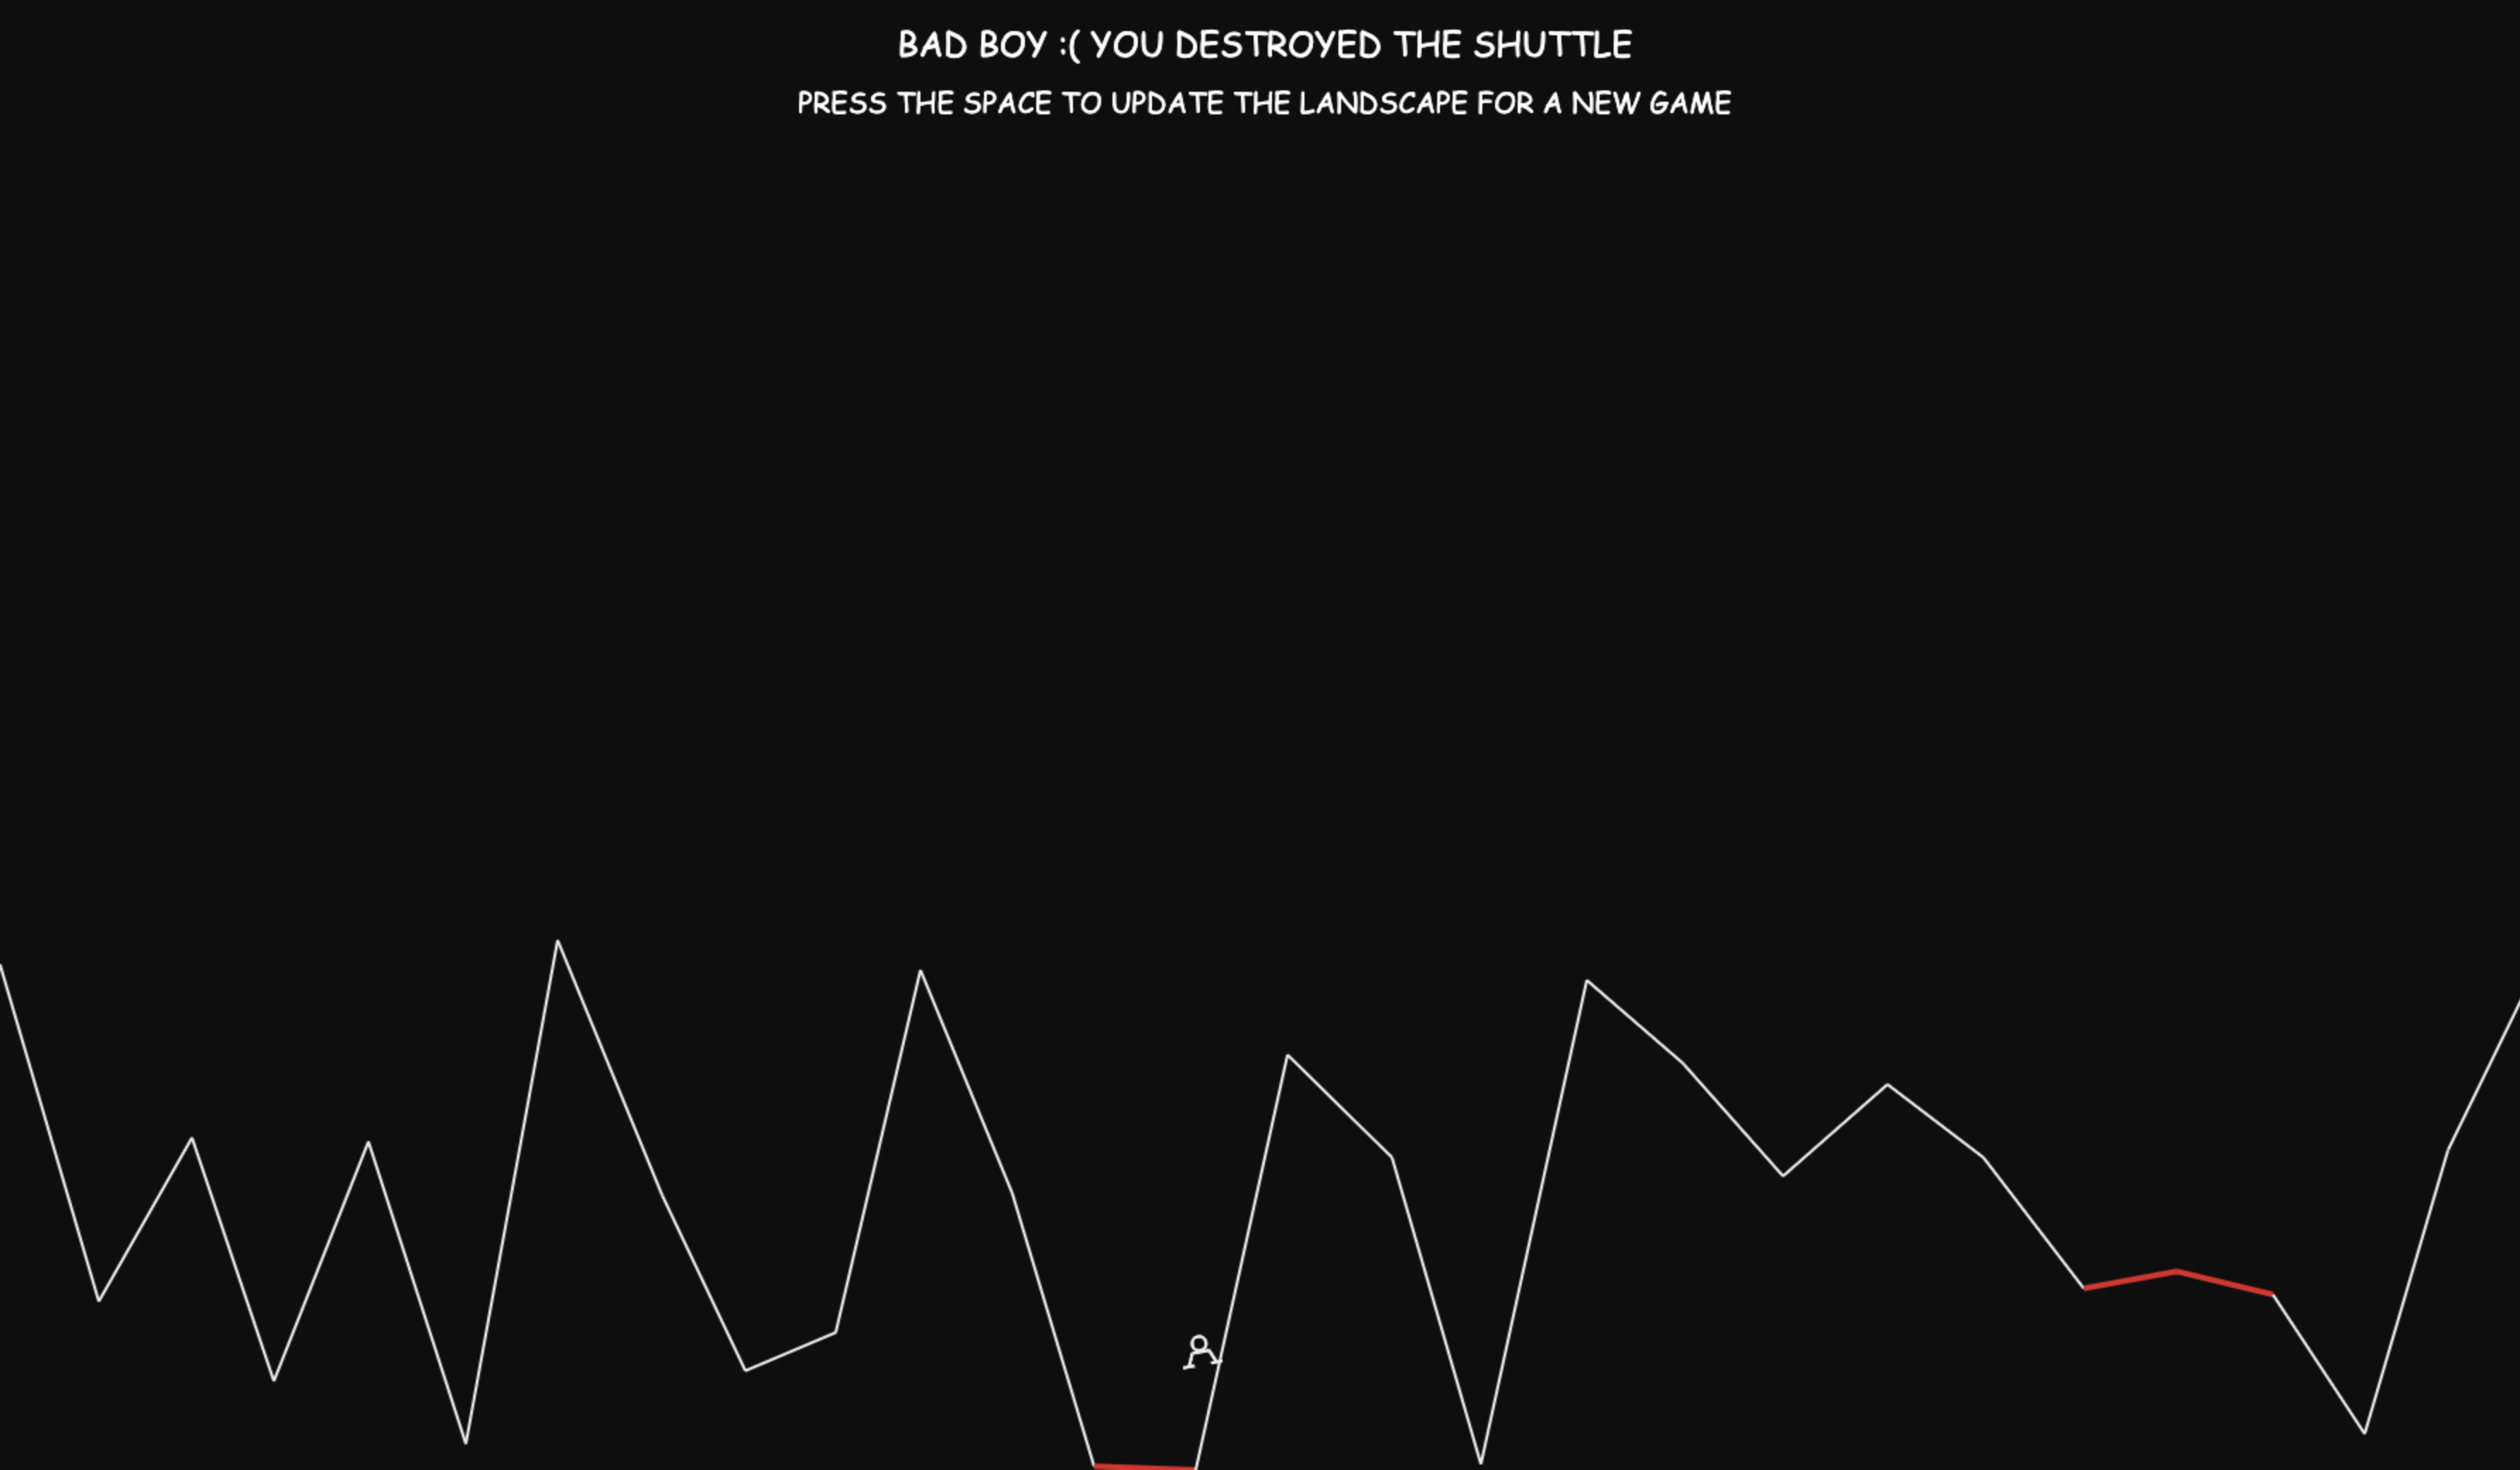 BAD BOY :( YOU DESTROYED THE SHUTTLE
PRESS THE SPACE TO UPDATE THE LANDSCAPE FOR A NEW GAME